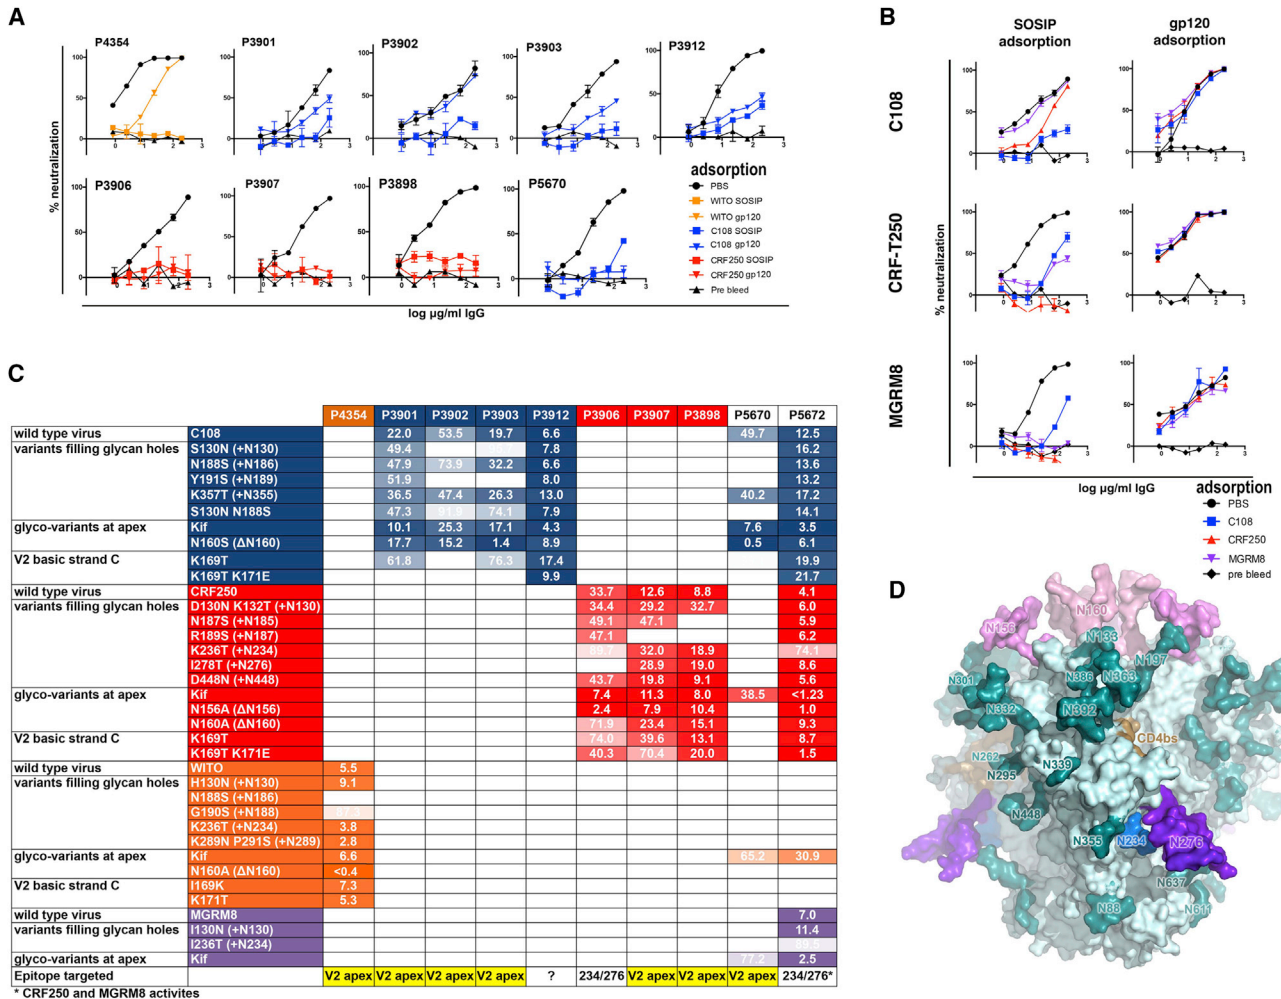 A
P4354
P3901
P3902
P3903
P3912
100
50
0
0 1 2 3
% neutralization
P3906
P3907
P3898
P5670
log µg/ml IgG
adsorption
PBS
WITO SOSIP
WITO gp120
C108 SOSIP
C108 gp120
CRF250 SOSIP
CRF250 gp120
Pre bleed
B
SOSIP adsorption
gp120 adsorption
C108
CRF-T250
MGRM8
% neutralization
100
50
0
0 1 2 3
log µg/ml IgG
adsorption
PBS
C108
CRF250
MGRM8
pre bleed
C
P4354 P3901 P3902 P3903 P3912 P3906 P3907 P3898 P5670 P5672
wild type virus C108 22.0 53.5 19.7 6.6 49.7 12.5
variants filling glycan holes S130N (+N130) 49.4 7.8 16.2
N188S (+N186) 47.9 73.9 32.2 6.6 13.6
Y191S (+N189) 51.9 8.0 13.2
K357T (+N355) 36.5 47.4 26.3 13.0 40.2 17.2
S130N N188S 47.3 91.9 74.1 7.9 14.1
glyco-variants at apex Kif 10.1 25.3 17.1 4.3 7.6 3.5
N160S (ΔN160) 17.7 15.2 1.4 8.9 0.5 6.1
V2 basic strand C K169T 61.8 76.3 17.4 19.9
K169T K171E 9.9 21.7
wild type virus CRF250 33.7 12.6 8.8 4.1
variants filling glycan holes D130N K132T (+N130) 34.4 29.2 32.7 6.0
N187S (+N185) 49.1 47.1 5.9
R189S (+N187) 47.1 6.2
K236T (+N234) 89.7 32.0 18.9 74.1
I278T (+N276) 28.9 19.0 8.6
D448N (+N448) 43.7 19.8 9.1 5.6
glyco-variants at apex Kif 7.4 11.3 8.0 38.5 <1.23
N156A (ΔN156) 2.4 7.9 10.4 1.0
N160A (ΔN160) 71.9 23.4 15.1 9.3
V2 basic strand C K169T 74.0 39.6 13.1 8.7
K169T K171E 40.3 70.4 20.0 1.5
wild type virus WITO 5.5
variants filling glycan holes H130N (+N130) 9.1
N188S (+N186)
G190S (+N188)
K236T (+N234) 3.8
K289N P291S (+N289) 2.8
glyco-variants at apex Kif 6.6 65.2 30.9
N160A (ΔN160) <0.4
V2 basic strand C I169K 7.3
K171T 5.3
wild type virus MGRM8 7.0
variants filling glycan holes I130N (+N130) 11.4
I236T (+N234) 89.5
glyco-variants at apex Kif 77.2 2.5
Epitope targeted V2 apex V2 apex V2 apex V2 apex ? 234/276 V2 apex V2 apex V2 apex 234/276*
* CRF250 and MGRM8 activites
D
N160
N156
N133
N197
N301
N386
N363
N332
N392
CD4bs
N262
N339
N295
N448
N355
N234
N276
N637
N88
N611